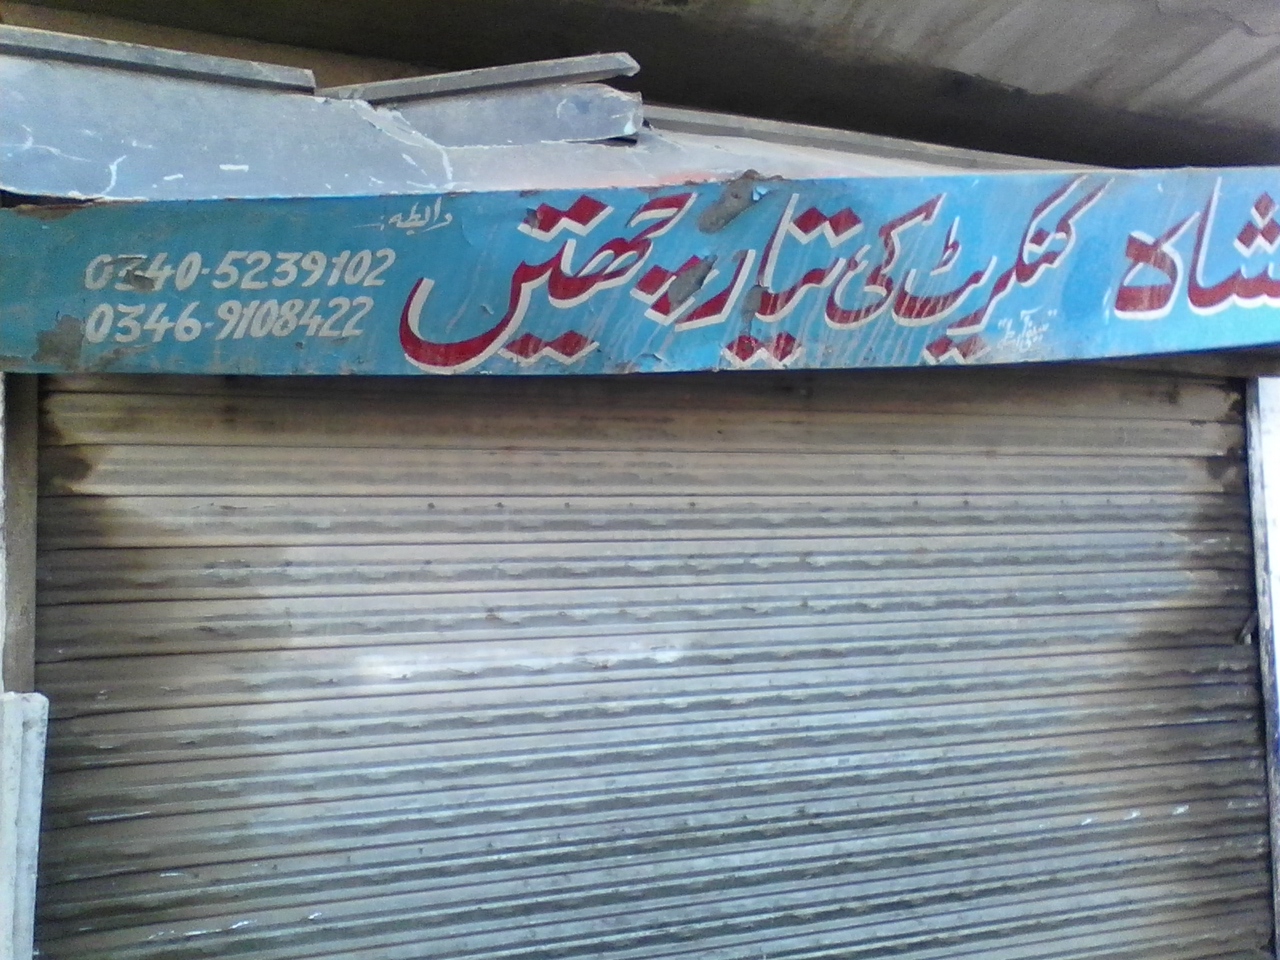 شاہ کنکریٹ کی تیار چھتیں
رابطہ:
0340-5239102
0346-9108422